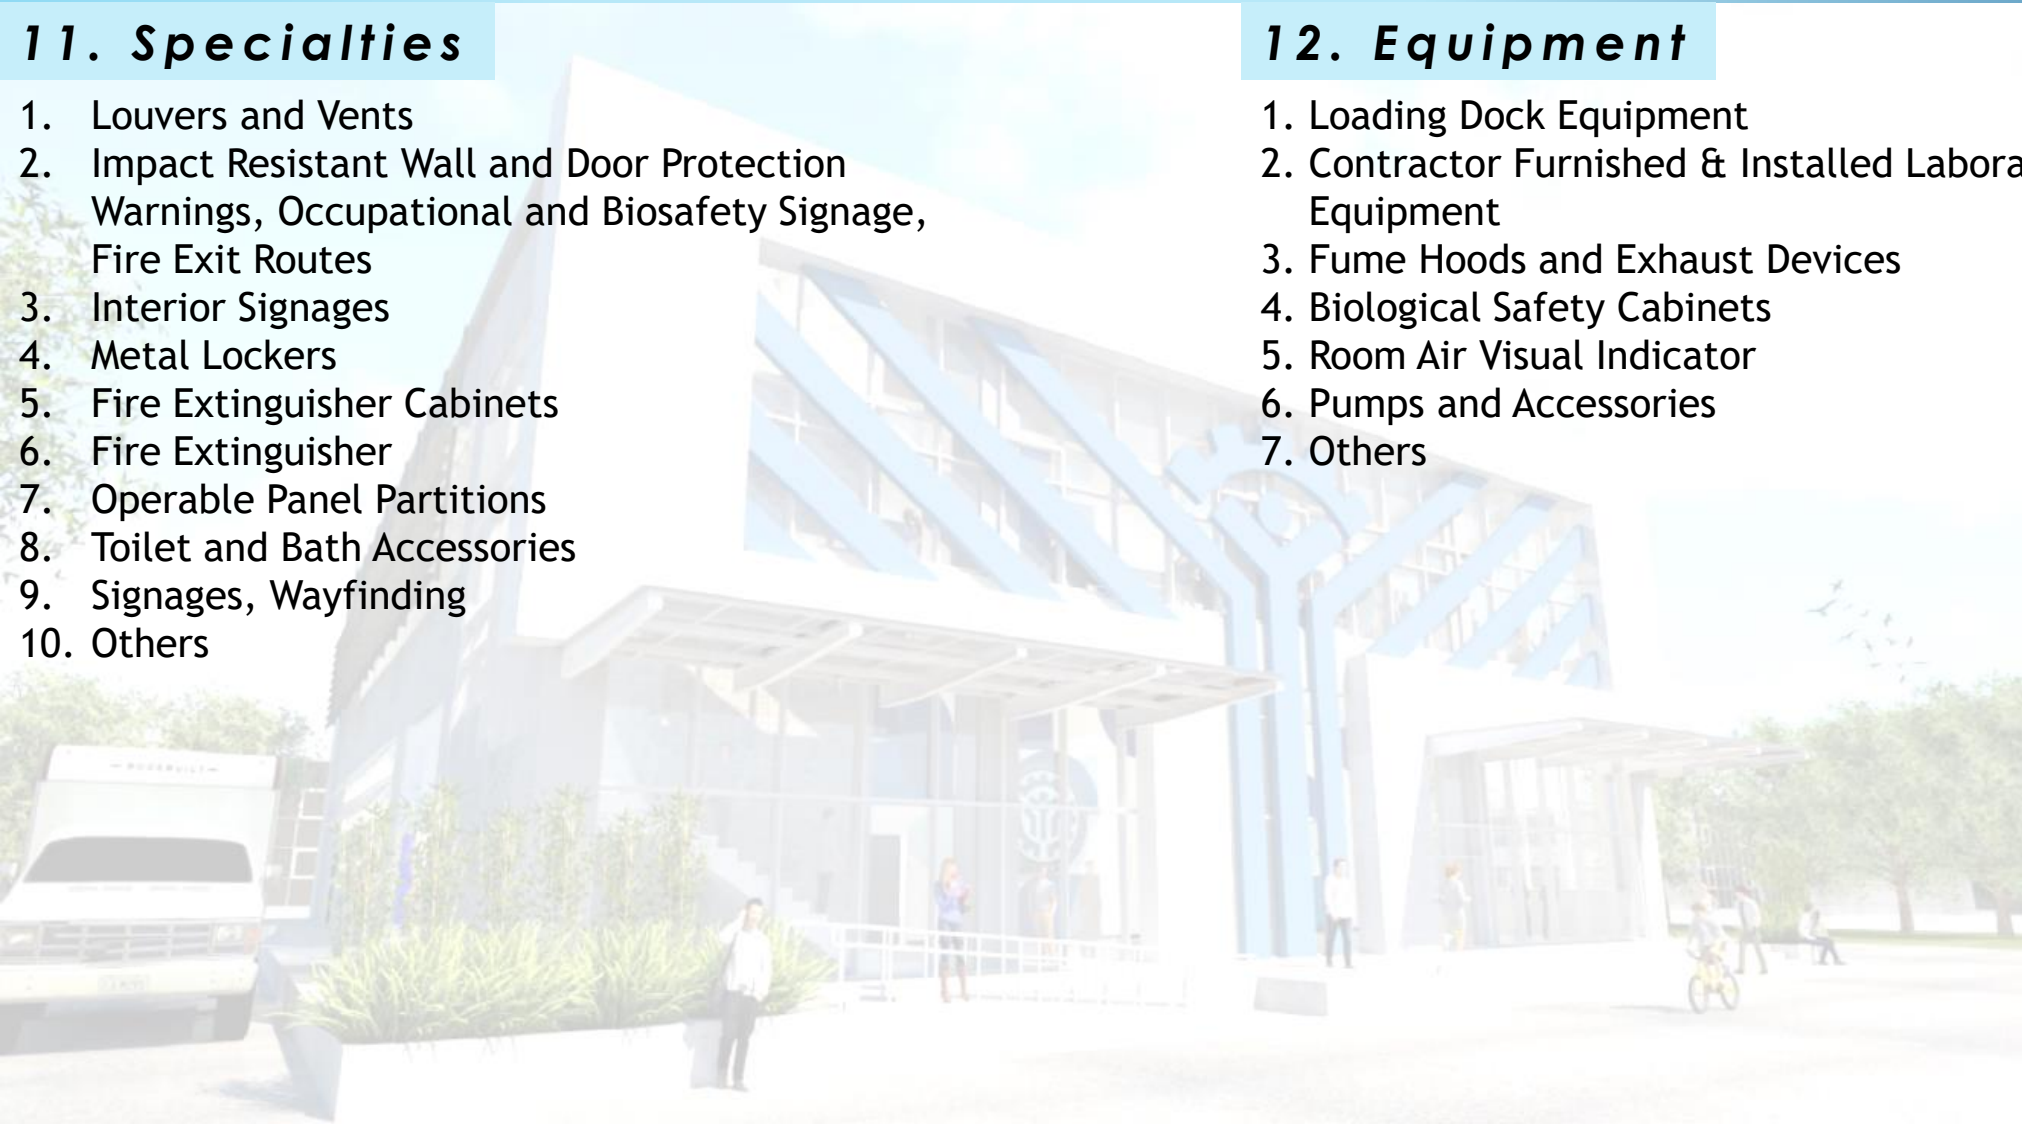 11. Specialties
1. Louvers and Vents
2. Impact Resistant Wall and Door Protection
Warnings, Occupational and Biosafety Signage,
Fire Exit Routes
3. Interior Signages
4. Metal Lockers
5. Fire Extinguisher Cabinets
6. Fire Extinguisher
7. Operable Panel Partitions
8. Toilet and Bath Accessories
9. Signages, Wayfinding
10. Others
12. Equipment
1. Loading Dock Equipment
2. Contractor Furnished & Installed Labora
Equipment
3. Fume Hoods and Exhaust Devices
4. Biological Safety Cabinets
5. Room Air Visual Indicator
6. Pumps and Accessories
7. Others